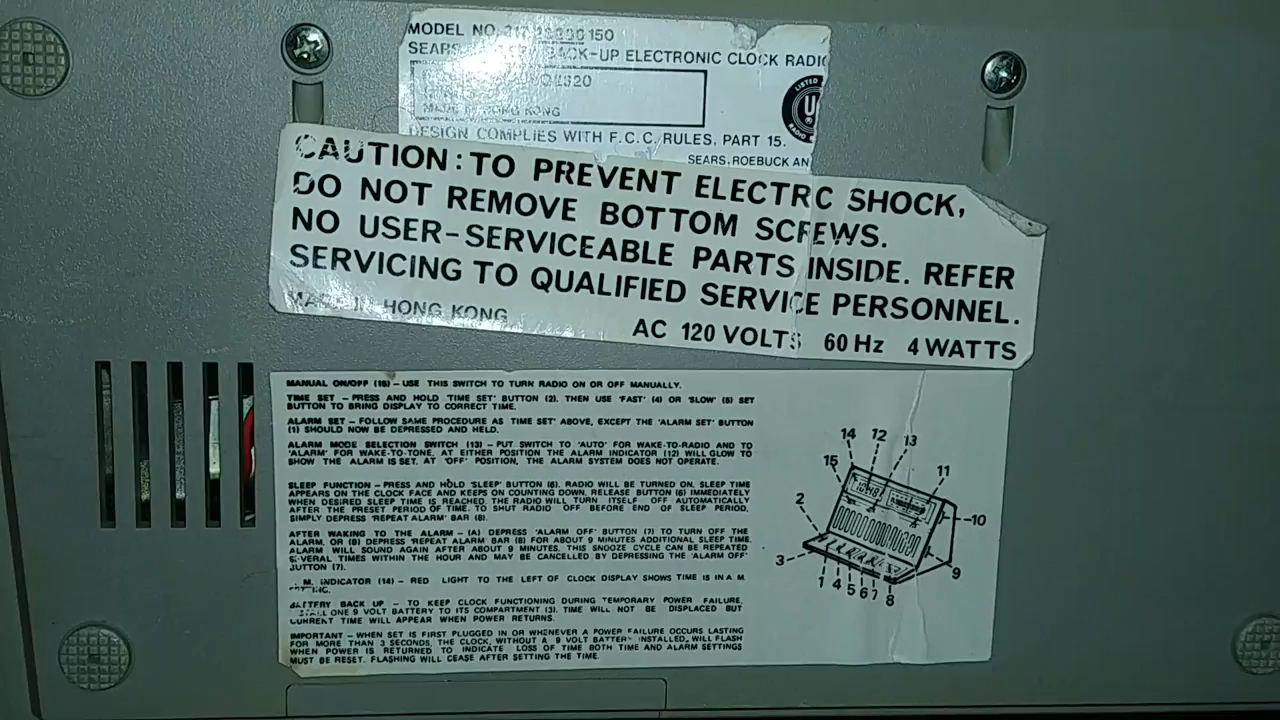 MODEL NO. 150
SEARS BACK-UP ELECTRONIC CLOCK RADIO
HONG KONG
LISTED
U
RADIO
DESIGN COMPLIES WITH F.C.C. RULES, PART 15.
SEARS, ROEBUCK AN
CAUTION: TO PREVENT ELECTRC SHOCK,
DO NOT REMOVE BOTTOM SCREWS.
NO USER-SERVICEABLE PARTS INSIDE. REFER
SERVICING TO QUALIFIED SERVICE PERSONNEL.
MADE IN HONG KONG
AC 120 VOLTS 60 Hz 4 WATTS
MANUAL ON/OFF (15) – USE THIS SWITCH TO TURN RADIO ON OR OFF MANUALLY.
TIME SET – PRESS AND HOLD 'TIME SET' BUTTON (2). THEN USE 'FAST' (4) OR 'SLOW' (5) SET
BUTTON TO BRING DISPLAY TO CORRECT TIME.
ALARM SET – FOLLOW SAME PROCEDURE AS TIME SET' ABOVE, EXCEPT THE 'ALARM SET' BUTTON
(1) SHOULD NOW BE DEPRESSED AND HELD.
ALARM MODE SELECTION SWITCH (13) – PUT SWITCH TO 'AUTO' FOR WAKE-TO-RADIO AND TO
'ALARM' FOR WAKE-TO-TONE. AT EITHER POSITION THE ALARM INDICATOR (12) WILL GLOW TO
SHOW THE ALARM IS SET. AT 'OFF' POSITION, THE ALARM SYSTEM DOES NOT OPERATE.
SLEEP FUNCTION – PRESS AND HOLD 'SLEEP' BUTTON (6). RADIO WILL BE TURNED ON. SLEEP TIME
APPEARS ON THE CLOCK FACE AND KEEPS ON COUNTING DOWN. RELEASE BUTTON (6) IMMEDIATELY
WHEN DESIRED SLEEP TIME IS REACHED. THE RADIO WILL TURN ITSELF OFF AUTOMATICALLY
AFTER THE PRESET PERIOD OF TIME. TO SHUT RADIO OFF BEFORE END OF SLEEP PERIOD,
SIMPLY DEPRESS 'REPEAT ALARM' BAR (8).
AFTER WAKING TO THE ALARM – (A) DEPRESS 'ALARM OFF' BUTTON (7) TO TURN OFF THE
ALARM, OR (B) DEPRESS 'REPEAT ALARM BAR (8) FOR ABOUT 9 MINUTES ADDITIONAL SLEEP TIME.
ALARM WILL SOUND AGAIN AFTER ABOUT 9 MINUTES. THIS SNOOZE CYCLE CAN BE REPEATED
SEVERAL TIMES WITHIN THE HOUR AND MAY BE CANCELLED BY DEPRESSING THE 'ALARM OFF'
BUTTON (7).
M. INDICATOR (14) – RED LIGHT TO THE LEFT OF CLOCK DISPLAY SHOWS TIME IS IN A M
BATTERY BACK UP – TO KEEP CLOCK FUNCTIONING DURING TEMPORARY POWER FAILURE,
ONE 9 VOLT BATTERY TO ITS COMPARTMENT (3). TIME WILL NOT BE DISPLACED BUT
CURRENT TIME WILL APPEAR WHEN POWER RETURNS.
IMPORTANT – WHEN SET IS FIRST PLUGGED IN OR WHENEVER A POWER FAILURE OCCURS LASTING
FOR MORE THAN 3 SECONDS, THE CLOCK, WITHOUT A 9 VOLT BATTERY INSTALLED, WILL FLASH
WHEN POWER IS RETURNED TO INDICATE LOSS OF TIME BOTH TIME AND ALARM SETTINGS
MUST BE RESET. FLASHING WILL CEASE AFTER SETTING THE TIME.
14 12 13
15 11
2
10
3
9
1 4 5 6 7 8